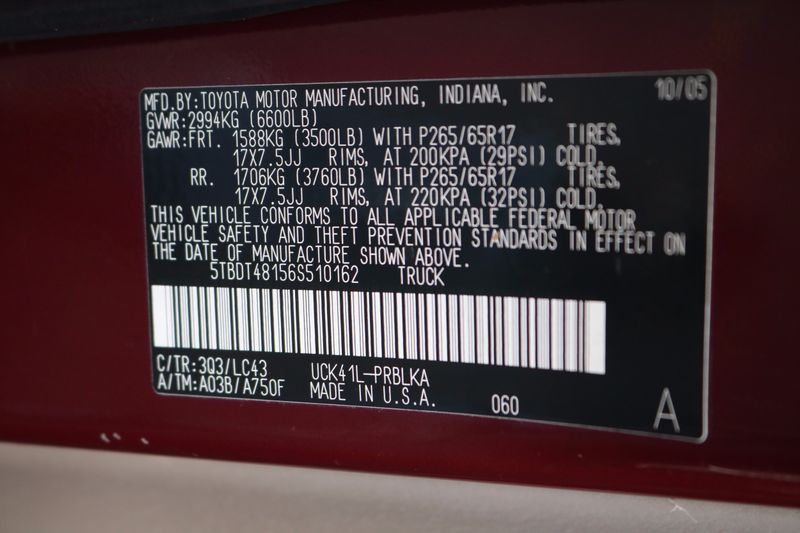 MFD.BY:TOYOTA MOTOR MANUFACTURING, INDIANA, INC. 10/05
GVWR:2994KG (6600LB)
GAWR:FRT. 1588KG (3500LB) WITH P265/65R17 TIRES,
17X7.5JJ RIMS, AT 200KPA (29PSI) COLD.
RR. 1706KG (3760LB) WITH P265/65R17 TIRES,
17X7.5JJ RIMS, AT 220KPA (32PSI) COLD.
THIS VEHICLE CONFORMS TO ALL APPLICABLE FEDERAL MOTOR
VEHICLE SAFETY AND THEFT PREVENTION STANDARDS IN EFFECT ON
THE DATE OF MANUFACTURE SHOWN ABOVE.
5TBDT48156S510162 TRUCK
C/TR:3Q3/LC43 UCK41L-PRBLKA
A/TM:A03B/A750F MADE IN U.S.A. 060 A